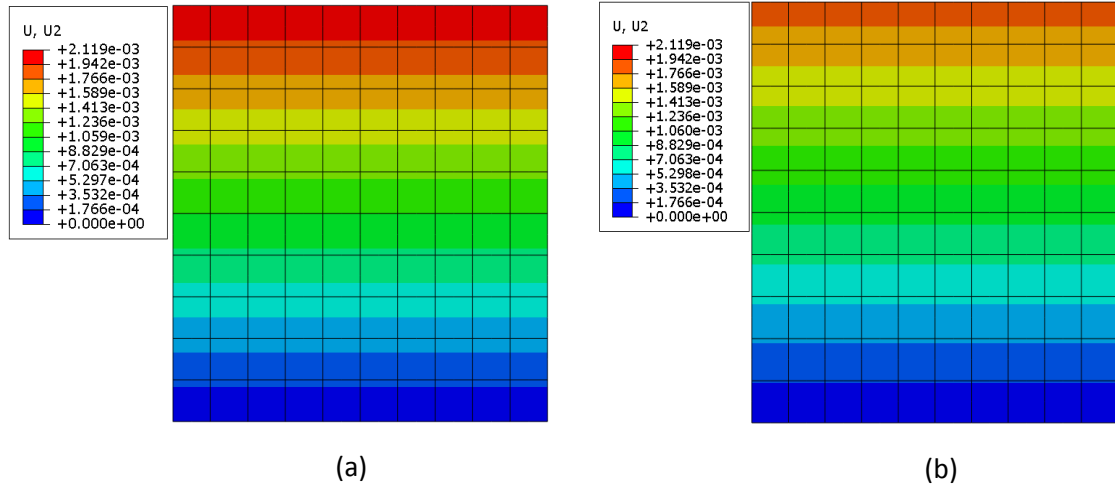 U, U2
+2.119e-03
+1.942e-03
+1.766e-03
+1.589e-03
+1.413e-03
+1.236e-03
+1.059e-03
+8.829e-04
+7.063e-04
+5.297e-04
+3.532e-04
+1.766e-04
+0.000e+00
(a)
U, U2
+2.119e-03
+1.942e-03
+1.766e-03
+1.589e-03
+1.413e-03
+1.236e-03
+1.060e-03
+8.829e-04
+7.063e-04
+5.298e-04
+3.532e-04
+1.766e-04
+0.000e+00
(b)